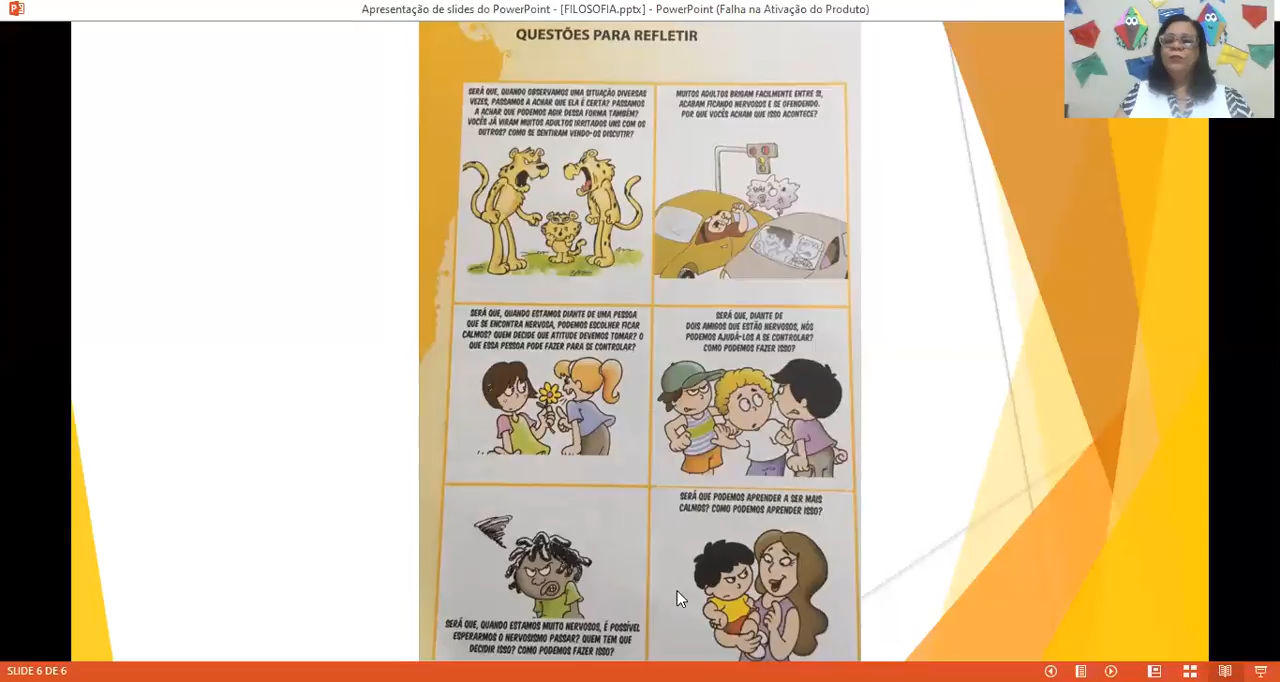 Apresentação de slides do PowerPoint - [FILOSOFIA.pptx] - PowerPoint (Falha na Ativação do Produto)
QUESTÕES PARA REFLETIR
SERÁ QUE, QUANDO OBSERVAMOS UMA SITUAÇÃO DIVERSAS
VEZES, PASSAMOS A ACHAR QUE ELA É CERTA? PASSAMOS
A ACHAR QUE PODEMOS AGIR DESSA FORMA TAMBÉM?
VOCÊS JÁ VIRAM MUITOS ADULTOS IRRITADOS UNS COM OS
OUTROS? COMO SE SENTIRAM VENDO-OS DISCUTIR?
MUITOS ADULTOS BRIGAM FACILMENTE ENTRE SI,
ACABAM FICANDO NERVOSOS E SE OFENDENDO.
POR QUE VOCÊS ACHAM QUE ISSO ACONTECE?
SERÁ QUE, QUANDO ESTAMOS DIANTE DE UMA PESSOA
QUE SE ENCONTRA NERVOSA, PODEMOS ESCOLHER FICAR
CALMOS? QUEM DECIDE QUE ATITUDE DEVEMOS TOMAR? O
QUE ESSA PESSOA PODE FAZER PARA SE CONTROLAR?
SERÁ QUE, DIANTE DE
DOIS AMIGOS QUE ESTÃO NERVOSOS, NÓS
PODEMOS AJUDÁ-LOS A SE CONTROLAR?
COMO PODEMOS FAZER ISSO?
SERÁ QUE, QUANDO ESTAMOS MUITO NERVOSOS, É POSSÍVEL
ESPERARMOS O NERVOSISMO PASSAR? QUEM TEM QUE
DECIDIR ISSO? COMO PODEMOS FAZER ISSO?
SERÁ QUE PODEMOS APRENDER A SER MAIS
CALMOS? COMO PODEMOS APRENDER ISSO?
SLIDE 6 DE 6